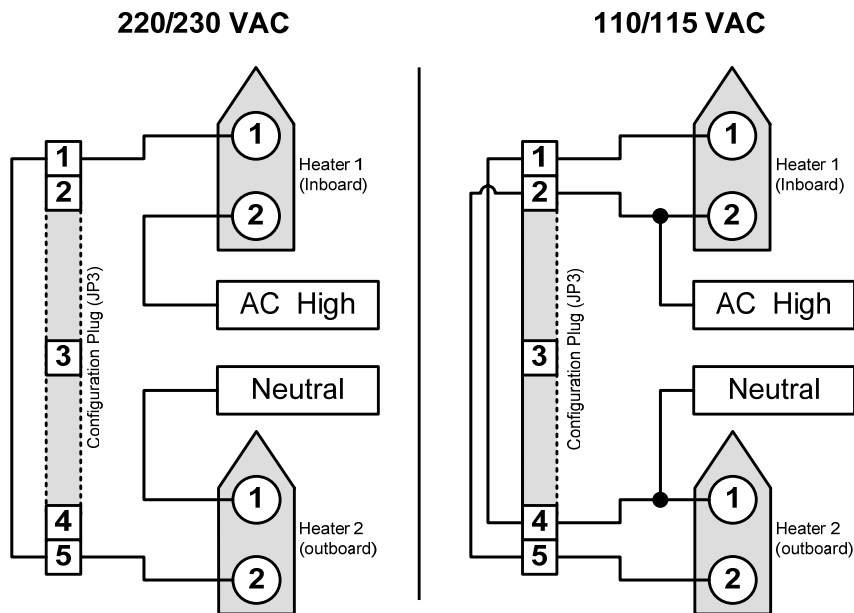 220/230 VAC
1
2
3
4
5
Configuration Plug (JP3)
1
2
Heater 1
(Inboard)
AC High
Neutral
1
2
Heater 2
(outboard)
110/115 VAC
1
2
3
4
5
Configuration Plug (JP3)
1
2
Heater 1
(Inboard)
AC High
Neutral
1
2
Heater 2
(outboard)